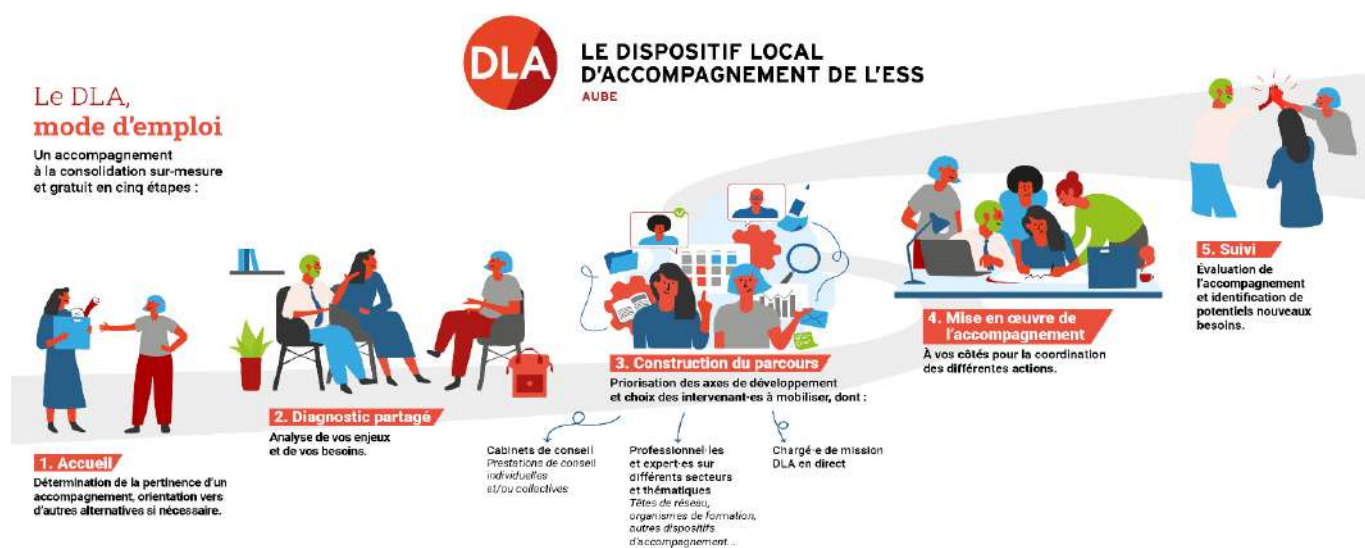 DLA
LE DISPOSITIF LOCAL
D'ACCOMPAGNEMENT DE L'ESS
AUBE
Le DLA,
mode d'emploi
Un accompagnement
à la consolidation sur-mesure
et gratuit en cinq étapes :
1. Accueil
Détermination de la pertinence d'un
accompagnement, orientation vers
d'autres alternatives si nécessaire.
2. Diagnostic partagé
Analyse de vos enjeux
et de vos besoins.
3. Construction du parcours
Priorisation des axes de développement
et choix des intervenant·es à mobiliser, dont :
Cabinets de conseil
Prestations de conseil
individuelles
et/ou collectives
Professionnel·les
et expert·es sur
différents secteurs
et thématiques
Têtes de réseau,
organismes de formation,
autres dispositifs
d'accompagnement...
Chargé·e de mission
DLA en direct
4. Mise en œuvre de
l'accompagnement
À vos côtés pour la coordination
des différentes actions.
5. Suivi
Évaluation de
l'accompagnement
et identification de
potentiels nouveaux
besoins.